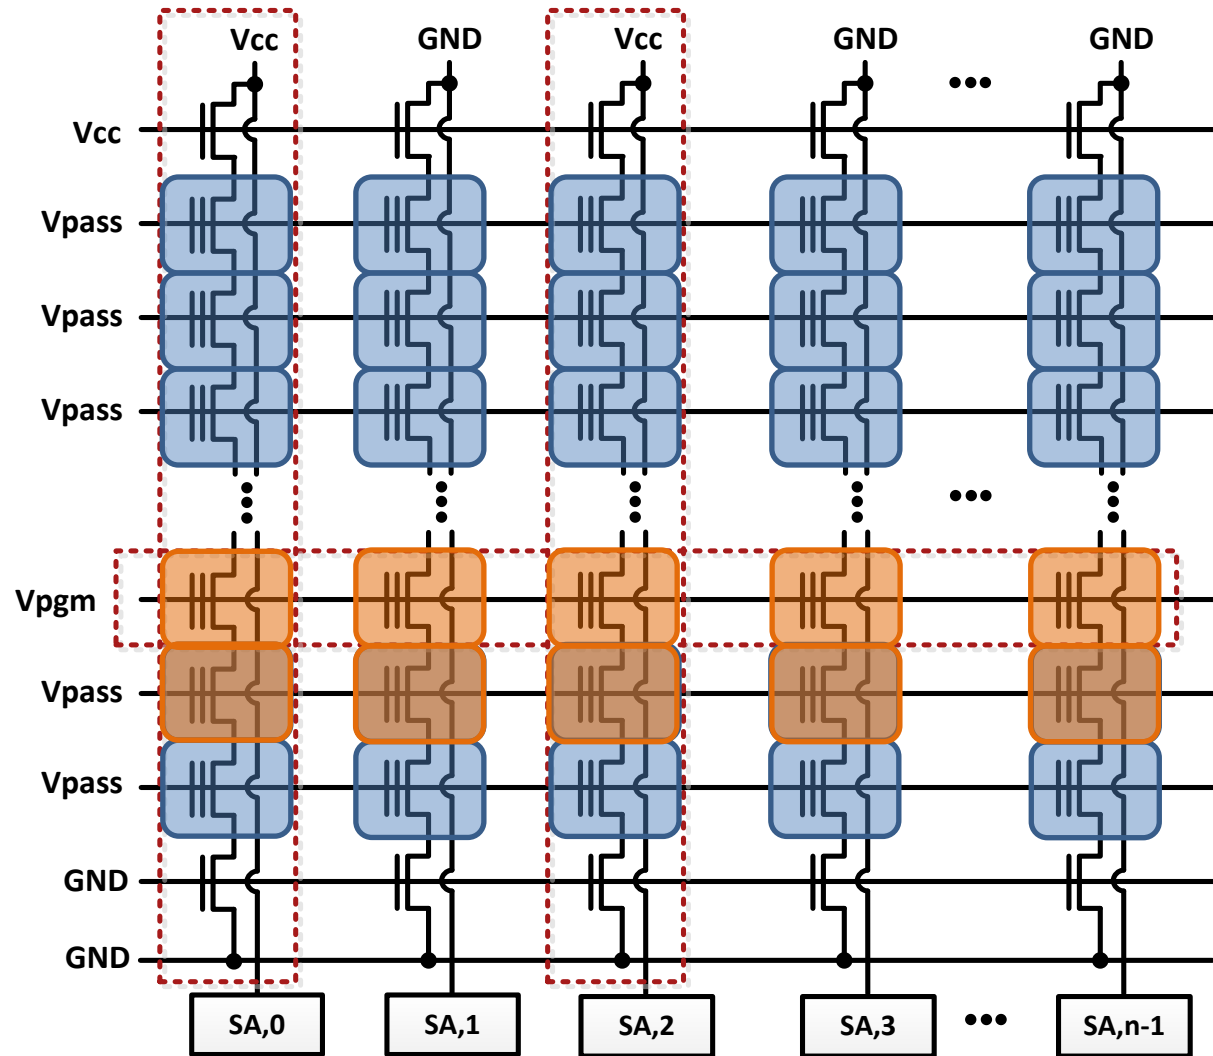 Vcc GND Vcc GND GND
Vcc
Vpass
Vpass
Vpass
Vpgm
Vpass
Vpass
GND
GND
SA,0 SA,1 SA,2 SA,3 SA,n-1